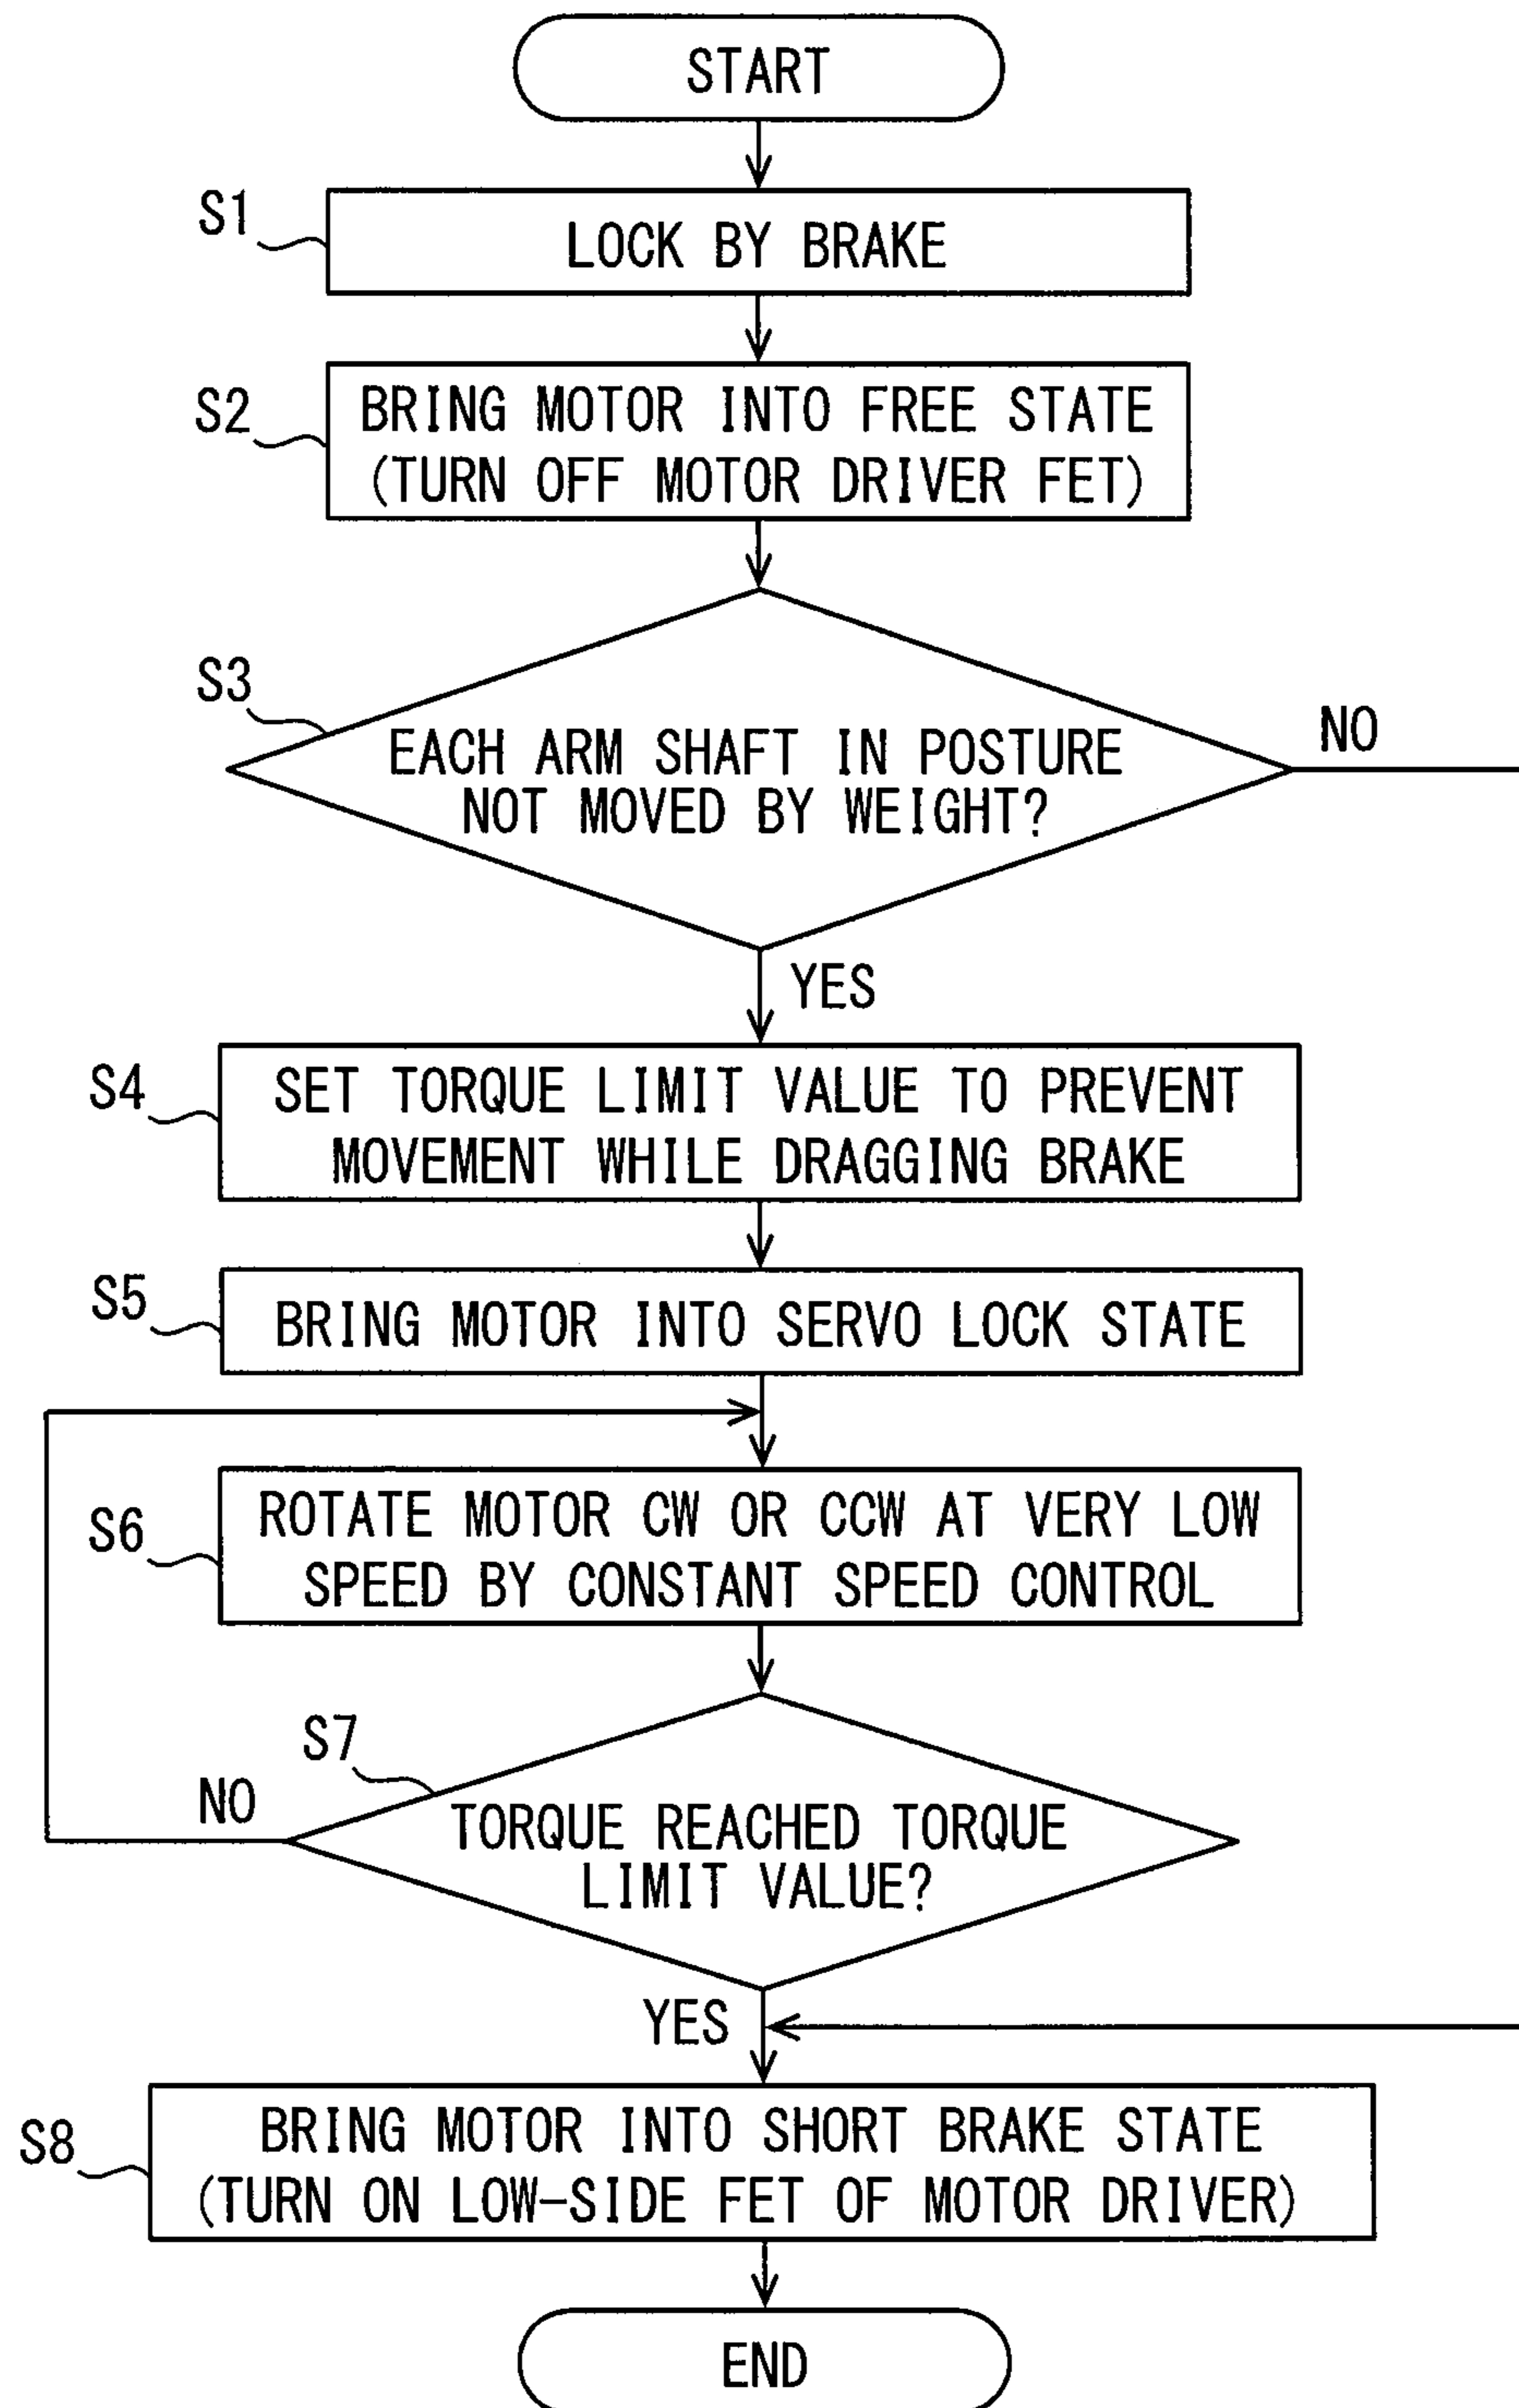 START
S1
LOCK BY BRAKE
S2
BRING MOTOR INTO FREE STATE
(TURN OFF MOTOR DRIVER FET)
S3
EACH ARM SHAFT IN POSTURE
NOT MOVED BY WEIGHT?
NO
YES
S4
SET TORQUE LIMIT VALUE TO PREVENT
MOVEMENT WHILE DRAGGING BRAKE
S5
BRING MOTOR INTO SERVO LOCK STATE
S6
ROTATE MOTOR CW OR CCW AT VERY LOW
SPEED BY CONSTANT SPEED CONTROL
S7
NO
TORQUE REACHED TORQUE
LIMIT VALUE?
YES
S8
BRING MOTOR INTO SHORT BRAKE STATE
(TURN ON LOW-SIDE FET OF MOTOR DRIVER)
END